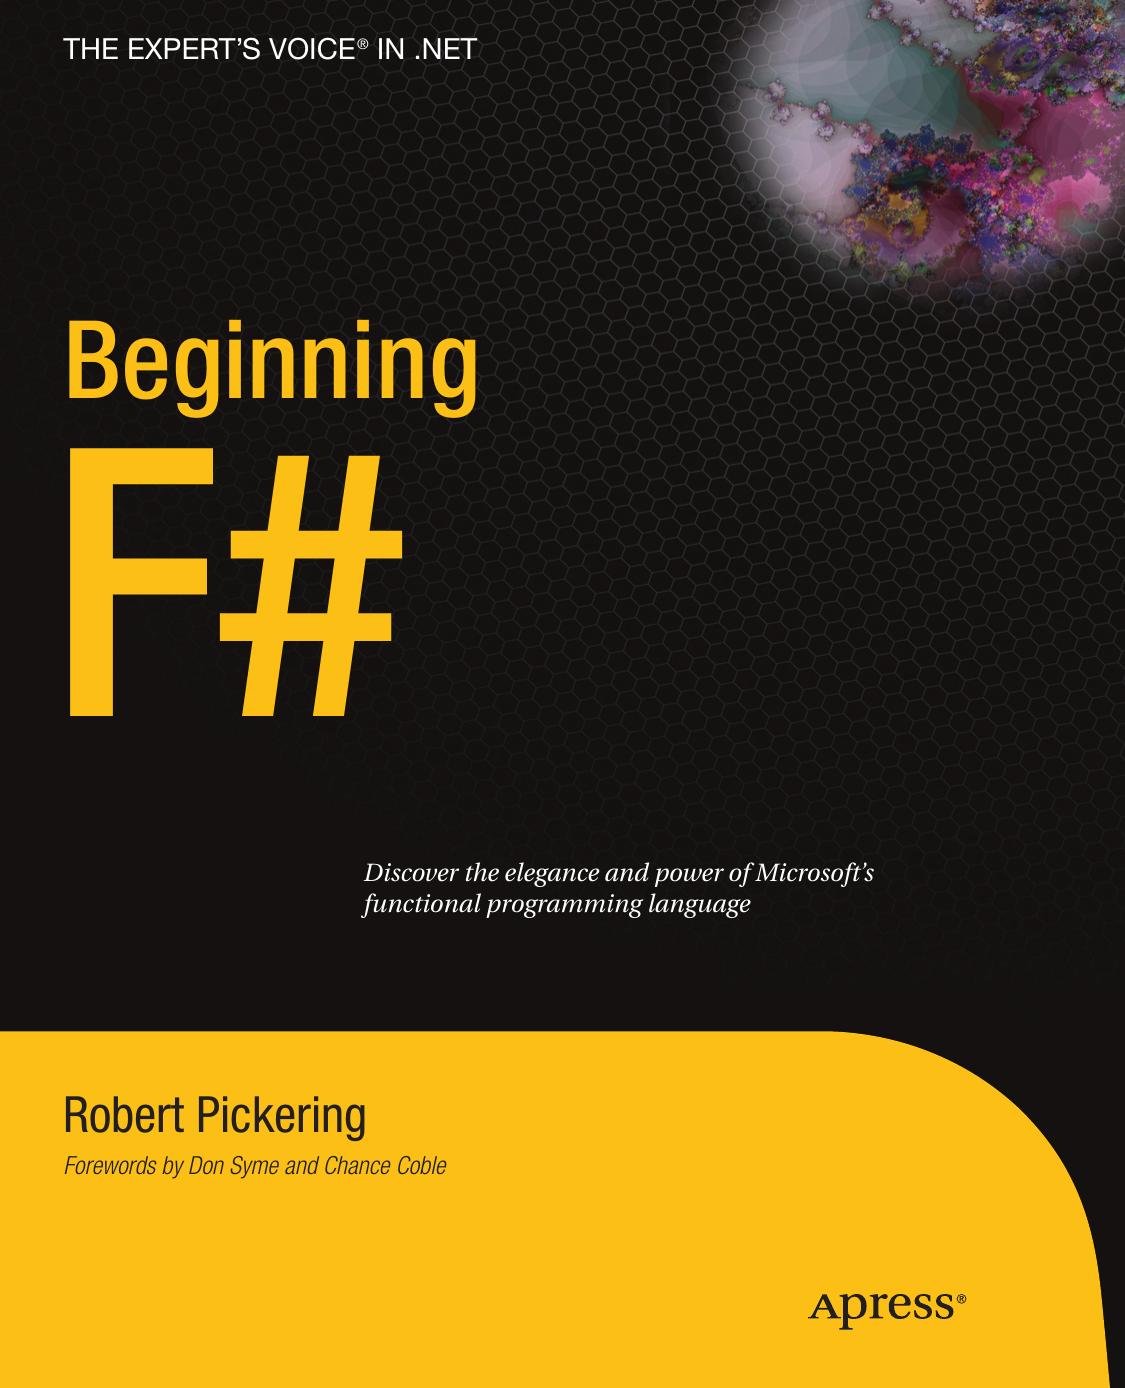 THE EXPERT’S VOICE® IN .NET
Beginning
F#
Discover the elegance and power of Microsoft’s
functional programming language
Robert Pickering
Forewords by Don Syme and Chance Coble
Apress®